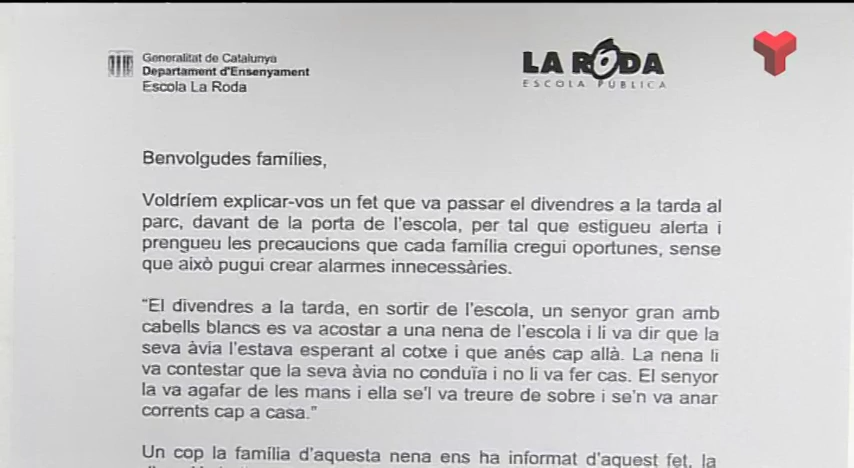 Generalitat de Catalunya
Departament d'Ensenyament
Escola La Roda
LA RODA
ESCOLA PÚBLICA
Benvolgudes famílies,
Voldríem explicar-vos un fet que va passar el divendres a la tarda al
parc, davant de la porta de l'escola, per tal que estigueu alerta i
prengueu les precaucions que cada família cregui oportunes, sense
que això pugui crear alarmes innecessàries.
"El divendres a la tarda, en sortir de l'escola, un senyor gran amb
cabells blancs es va acostar a una nena de l'escola i li va dir que la
seva àvia l'estava esperant al cotxe i que anés cap allà. La nena li
va contestar que la seva àvia no conduïa i no li va fer cas. El senyor
la va agafar de les mans i ella se'l va treure de sobre i se'n va anar
corrents cap a casa."
Un cop la família d'aquesta nena ens ha informat d'aquest fet, la